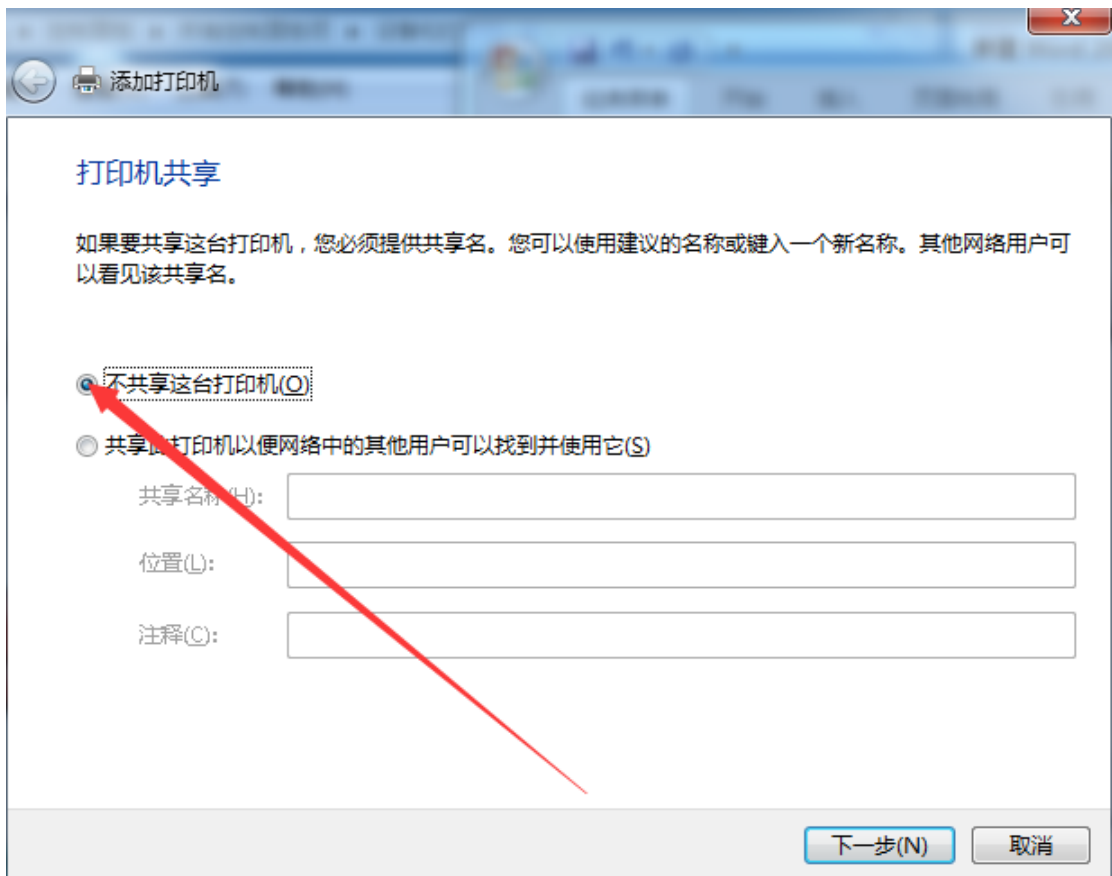 添加打印机
打印机共享
如果要共享这台打印机，您必须提供共享名。您可以使用建议的名称或键入一个新名称。其他网络用户可
以看见该共享名。
不共享这台打印机(O)
共享此打印机以便网络中的其他用户可以找到并使用它(S)
共享名称(H):
位置(L):
注释(C):
下一步(N)
取消